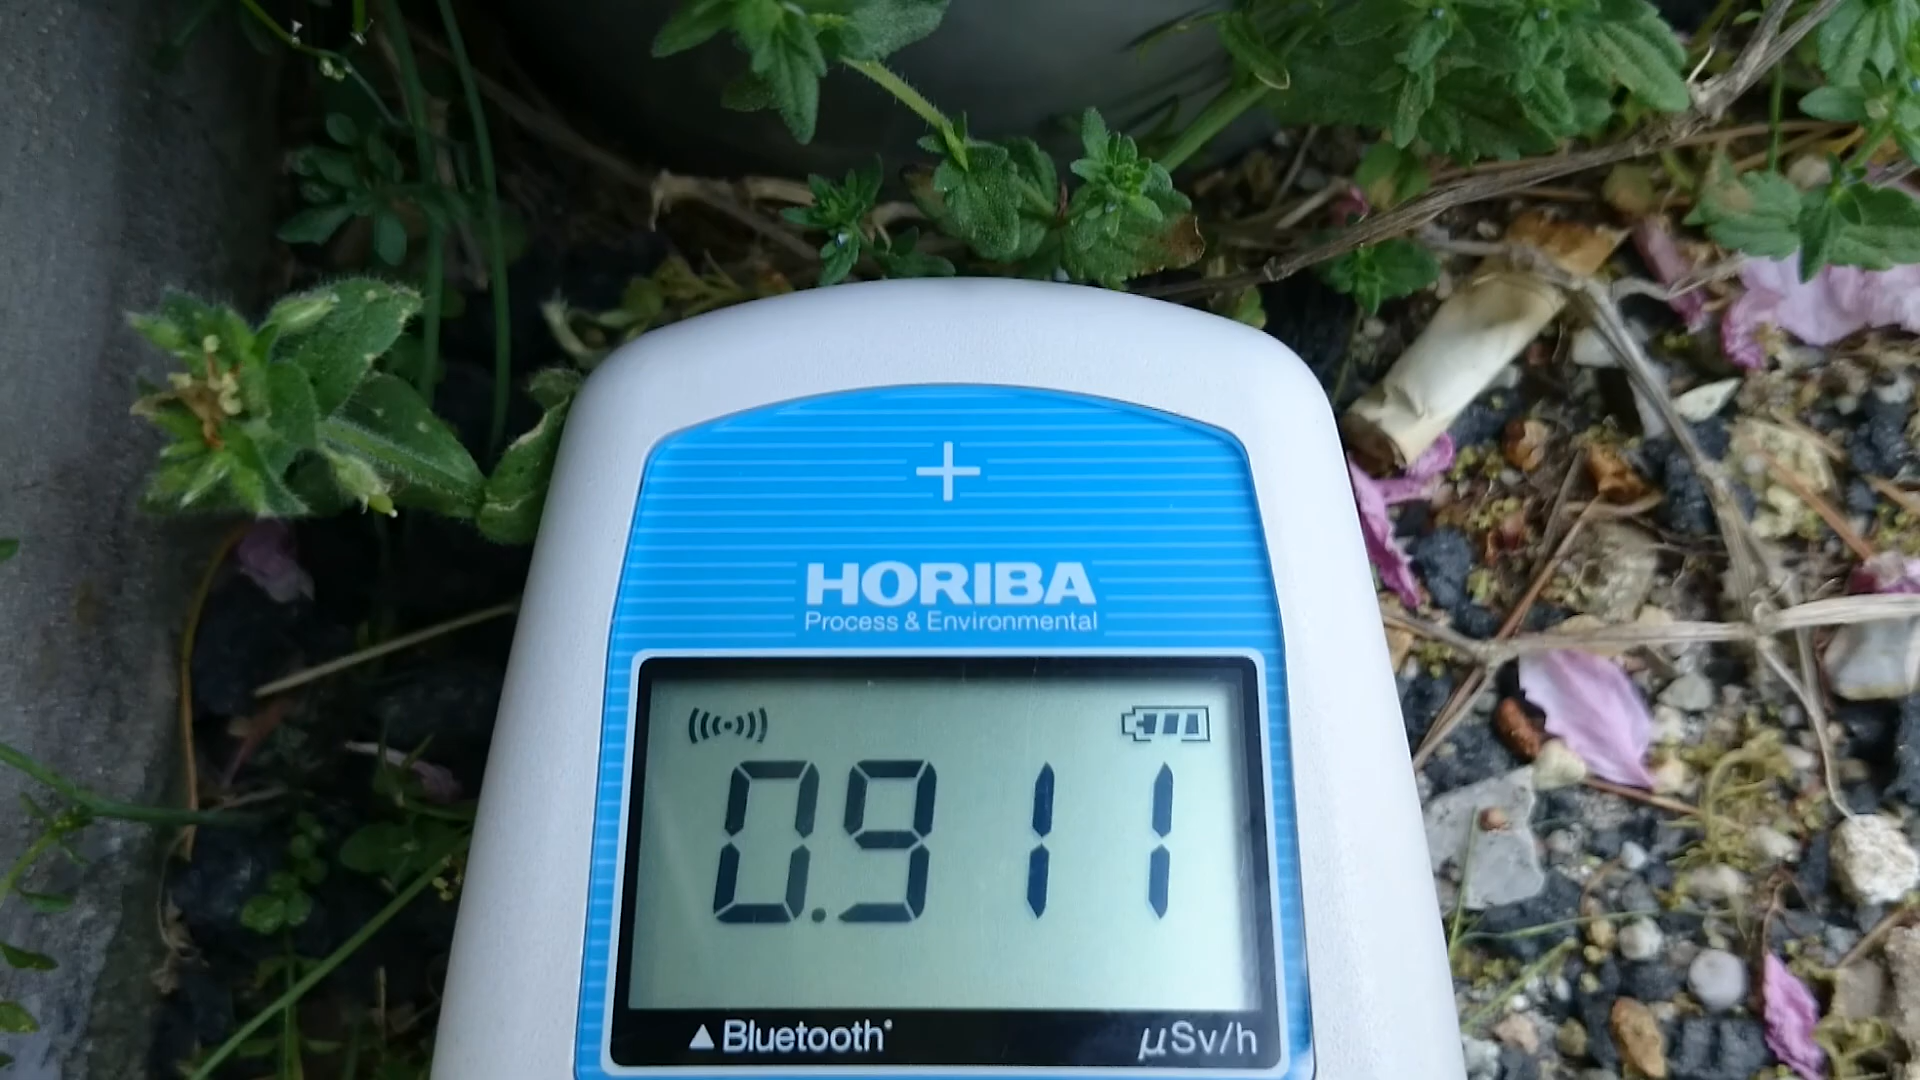 HORIBA
Process & Environmental
0.911
▲Bluetooth®
μSv/h